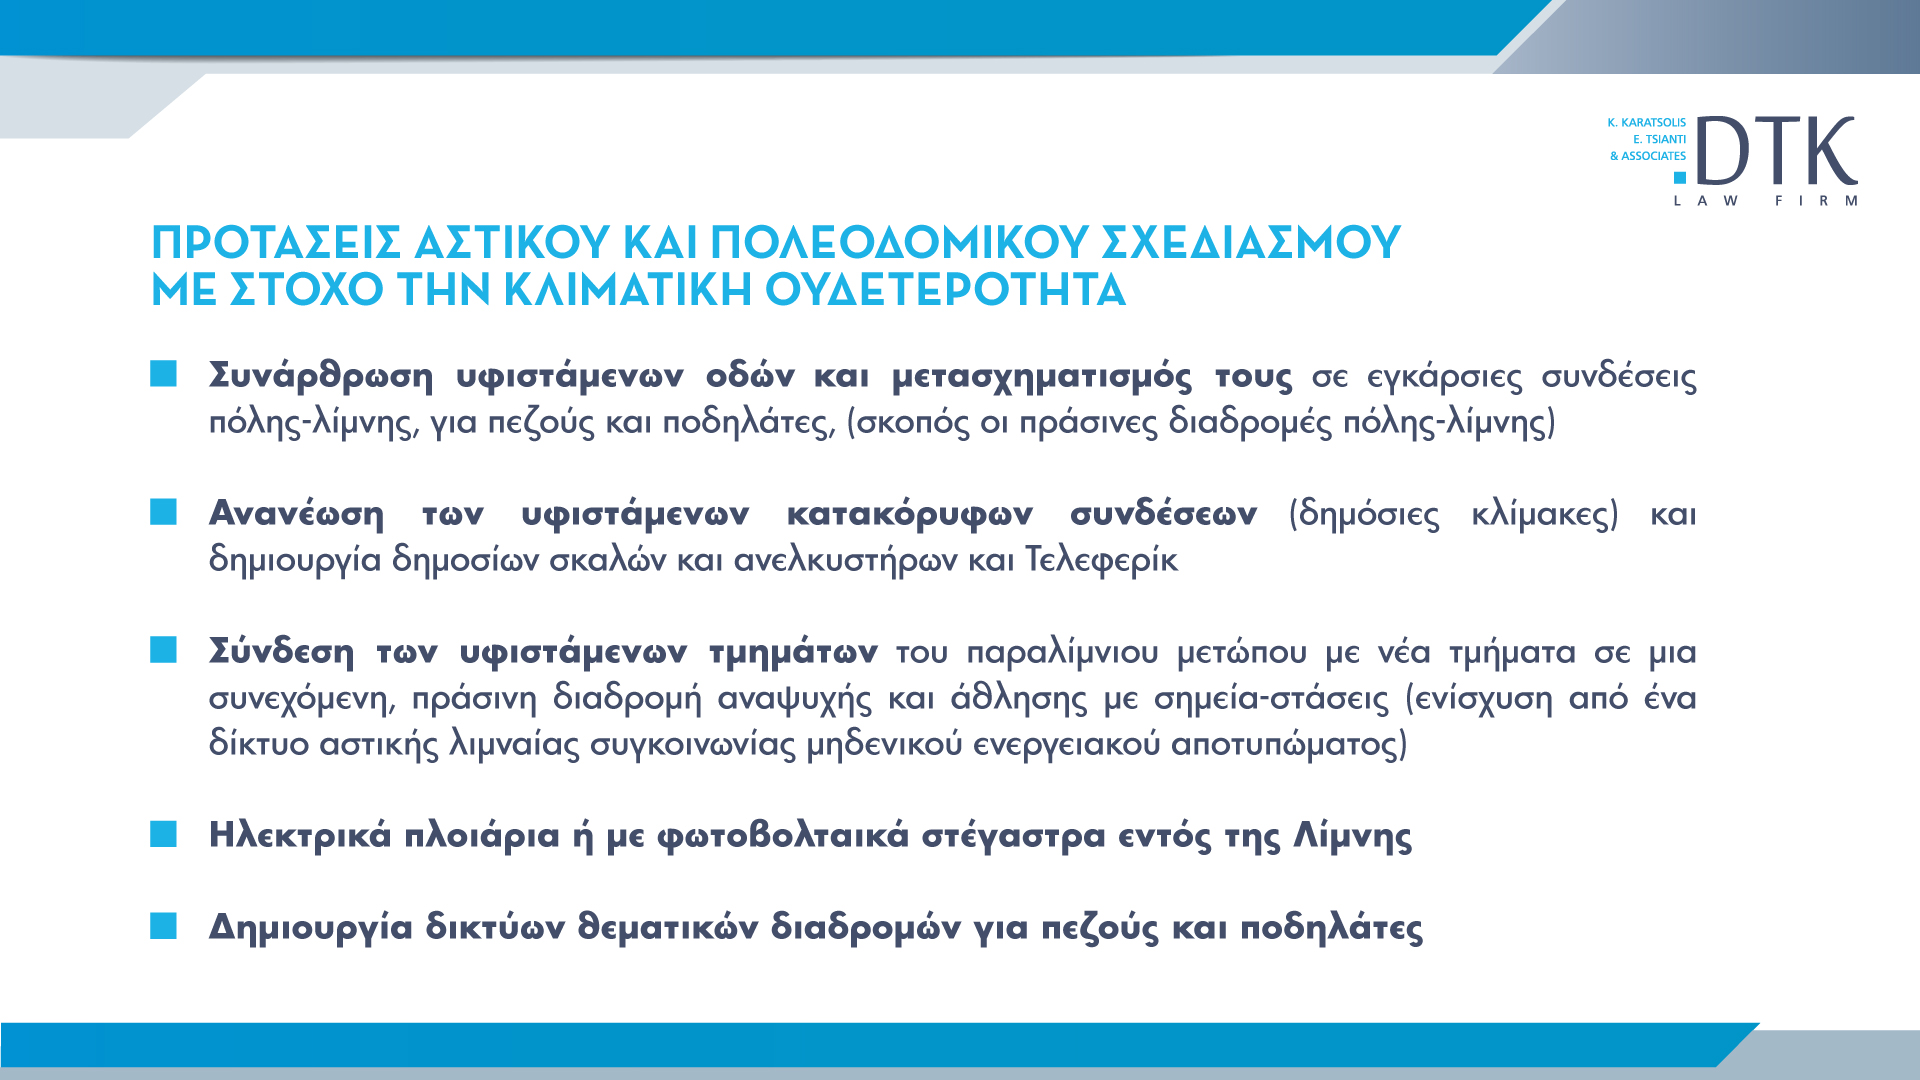 K. KARATSOLIS
E. TSIANTI
& ASSOCIATES
DTK
LAW FIRM
ΠΡΟΤΑΣΕΙΣ ΑΣΤΙΚΟΥ ΚΑΙ ΠΟΛΕΟΔΟΜΙΚΟΥ ΣΧΕΔΙΑΣΜΟΥ
ΜΕ ΣΤΟΧΟ ΤΗΝ ΚΛΙΜΑΤΙΚΗ ΟΥΔΕΤΕΡΟΤΗΤΑ
Συνάρθρωση υφιστάμενων οδών και μετασχηματισμός τους σε εγκάρσιες συνδέσεις
πόλης-λίμνης, για πεζούς και ποδηλάτες, (σκοπός οι πράσινες διαδρομές πόλης-λίμνης)
Ανανέωση των υφιστάμενων κατακόρυφων συνδέσεων (δημόσιες κλίμακες) και
δημιουργία δημοσίων σκαλών και ανελκυστήρων και Τελεφερίκ
Σύνδεση των υφιστάμενων τμημάτων του παραλίμνιου μετώπου με νέα τμήματα σε μια
συνεχόμενη, πράσινη διαδρομή αναψυχής και άθλησης με σημεία-στάσεις (ενίσχυση από ένα
δίκτυο αστικής λιμναίας συγκοινωνίας μηδενικού ενεργειακού αποτυπώματος)
Ηλεκτρικά πλοιάρια ή με φωτοβολταικά στέγαστρα εντός της Λίμνης
Δημιουργία δικτύων θεματικών διαδρομών για πεζούς και ποδηλάτες